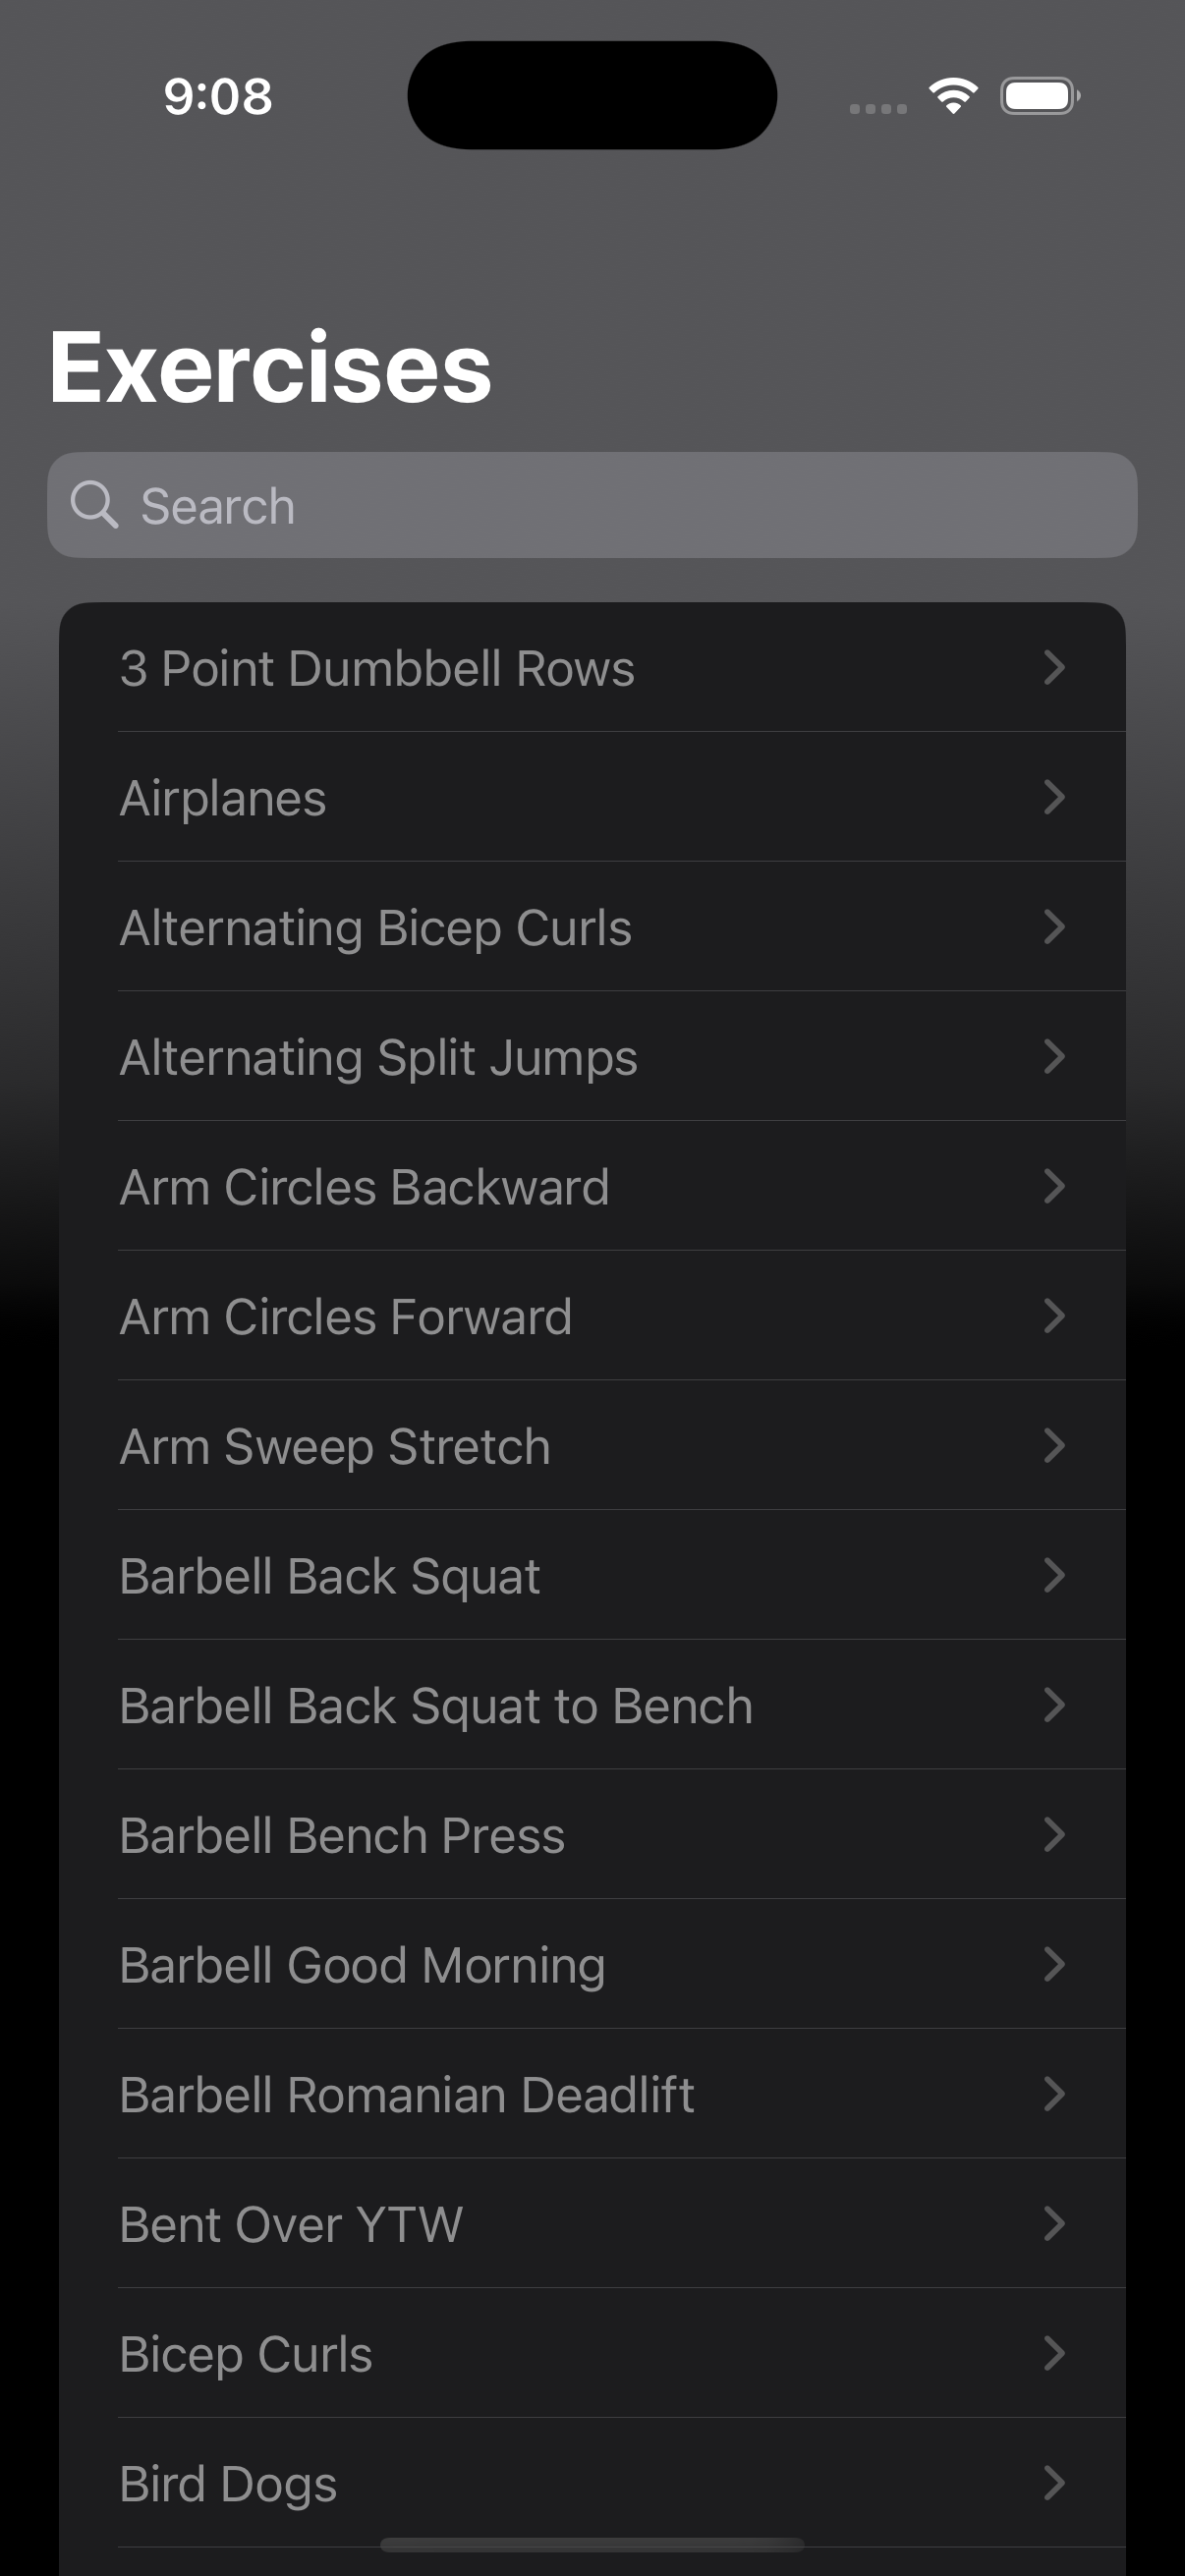 9:08
Exercises
Search
3 Point Dumbbell Rows
Airplanes
Alternating Bicep Curls
Alternating Split Jumps
Arm Circles Backward
Arm Circles Forward
Arm Sweep Stretch
Barbell Back Squat
Barbell Back Squat to Bench
Barbell Bench Press
Barbell Good Morning
Barbell Romanian Deadlift
Bent Over YTW
Bicep Curls
Bird Dogs